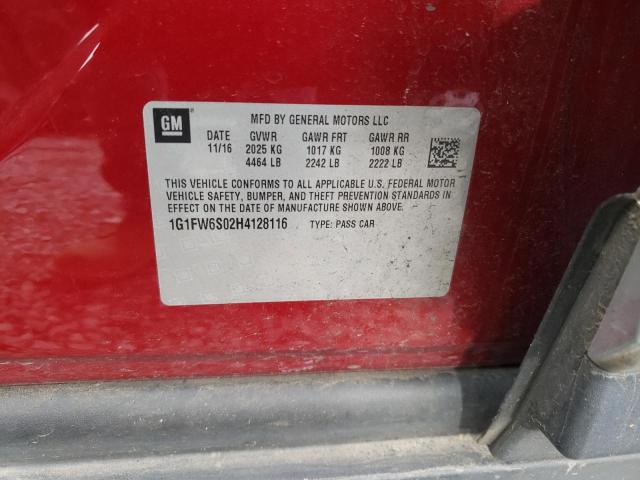 GM
MFD BY GENERAL MOTORS LLC
DATE GVWR GAWR FRT GAWR RR
11/16 2025 KG 1017 KG 1008 KG
4464 LB 2242 LB 2222 LB
THIS VEHICLE CONFORMS TO ALL APPLICABLE U.S. FEDERAL MOTOR
VEHICLE SAFETY, BUMPER, AND THEFT PREVENTION STANDARDS IN
EFFECT ON THE DATE OF MANUFACTURE SHOWN ABOVE.
1G1FW6S02H4128116 TYPE: PASS CAR